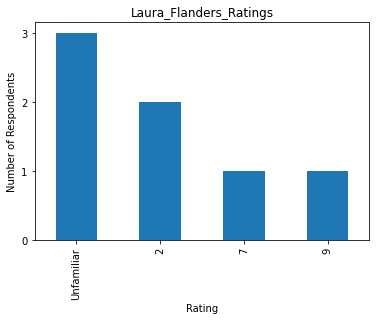 Laura_Flanders_Ratings
Number of Respondents
3
2
1
0
Unfamiliar
2
7
9
Rating